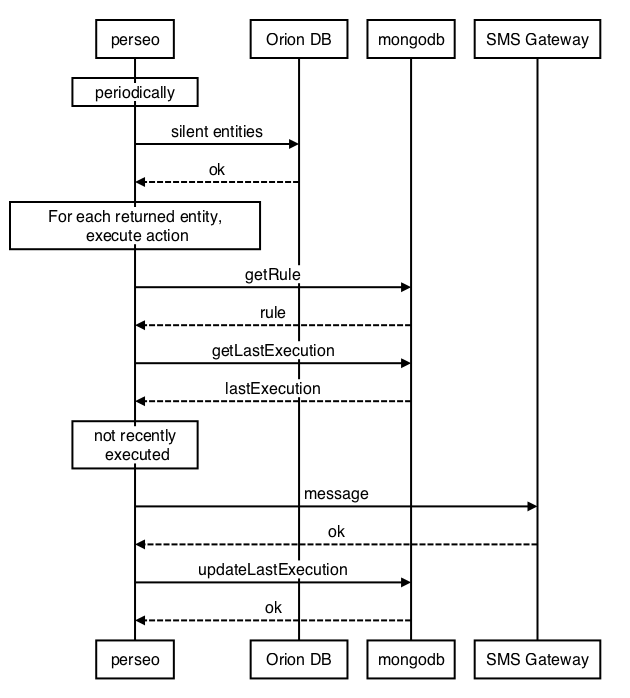 perseo
Orion DB
mongodb
SMS Gateway
periodically
silent entities
ok
For each returned entity,
execute action
getRule
rule
getLastExecution
lastExecution
not recently
executed
message
ok
updateLastExecution
ok
perseo
Orion DB
mongodb
SMS Gateway